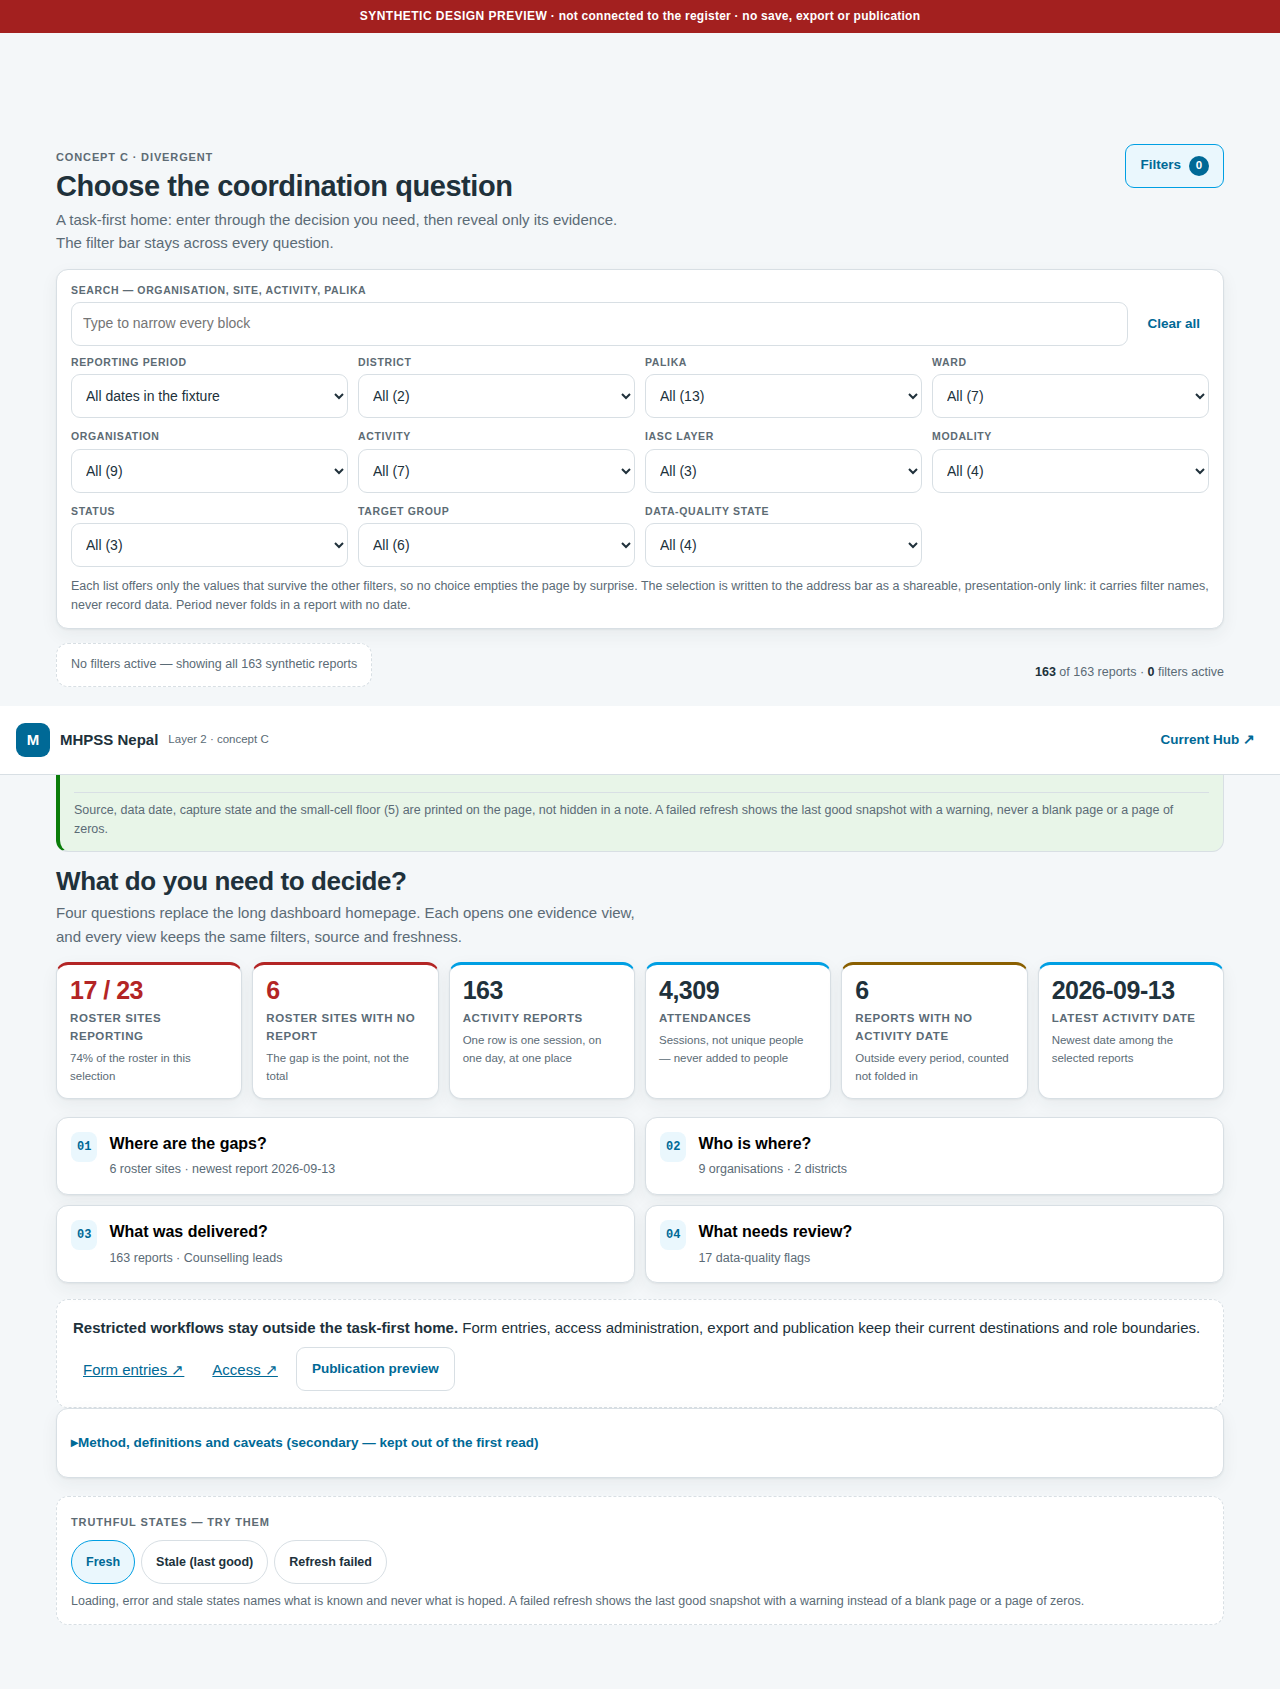 SYNTHETIC DESIGN PREVIEW · not connected to the register · no save, export or publication
CONCEPT C · DIVERGENT
Choose the coordination question
A task-first home: enter through the decision you need, then reveal only its evidence.
The filter bar stays across every question.
Filters 0
SEARCH — ORGANISATION, SITE, ACTIVITY, PALIKA
Type to narrow every block
Clear all
REPORTING PERIOD
DISTRICT
PALIKA
WARD
All dates in the fixture
All (2)
All (13)
All (7)
ORGANISATION
ACTIVITY
IASC LAYER
MODALITY
All (9)
All (7)
All (3)
All (4)
STATUS
TARGET GROUP
DATA-QUALITY STATE
All (3)
All (6)
All (4)
Each list offers only the values that survive the other filters, so no choice empties the page by surprise. The selection is written to the address bar as a shareable, presentation-only link: it carries filter names,
never record data. Period never folds in a report with no date.
No filters active — showing all 163 synthetic reports
163 of 163 reports · 0 filters active
M
MHPSS Nepal
Layer 2 · concept C
Current Hub ↗
Source, data date, capture state and the small-cell floor (5) are printed on the page, not hidden in a note. A failed refresh shows the last good snapshot with a warning, never a blank page or a page of
zeros.
What do you need to decide?
Four questions replace the long dashboard homepage. Each opens one evidence view,
and every view keeps the same filters, source and freshness.
17 / 23
ROSTER SITES
REPORTING
74% of the roster in this
selection
6
ROSTER SITES WITH NO
REPORT
The gap is the point, not the
total
163
ACTIVITY REPORTS
One row is one session, on
one day, at one place
4,309
ATTENDANCES
Sessions, not unique people
— never added to people
6
REPORTS WITH NO
ACTIVITY DATE
Outside every period, counted
not folded in
2026-09-13
LATEST ACTIVITY DATE
Newest date among the
selected reports
01
Where are the gaps?
6 roster sites · newest report 2026-09-13
02
Who is where?
9 organisations · 2 districts
03
What was delivered?
163 reports · Counselling leads
04
What needs review?
17 data-quality flags
Restricted workflows stay outside the task-first home. Form entries, access administration, export and publication keep their current destinations and role boundaries.
Form entries ↗
Access ↗
Publication preview
▸Method, definitions and caveats (secondary — kept out of the first read)
TRUTHFUL STATES — TRY THEM
Fresh
Stale (last good)
Refresh failed
Loading, error and stale states names what is known and never what is hoped. A failed refresh shows the last good snapshot with a warning instead of a blank page or a page of zeros.